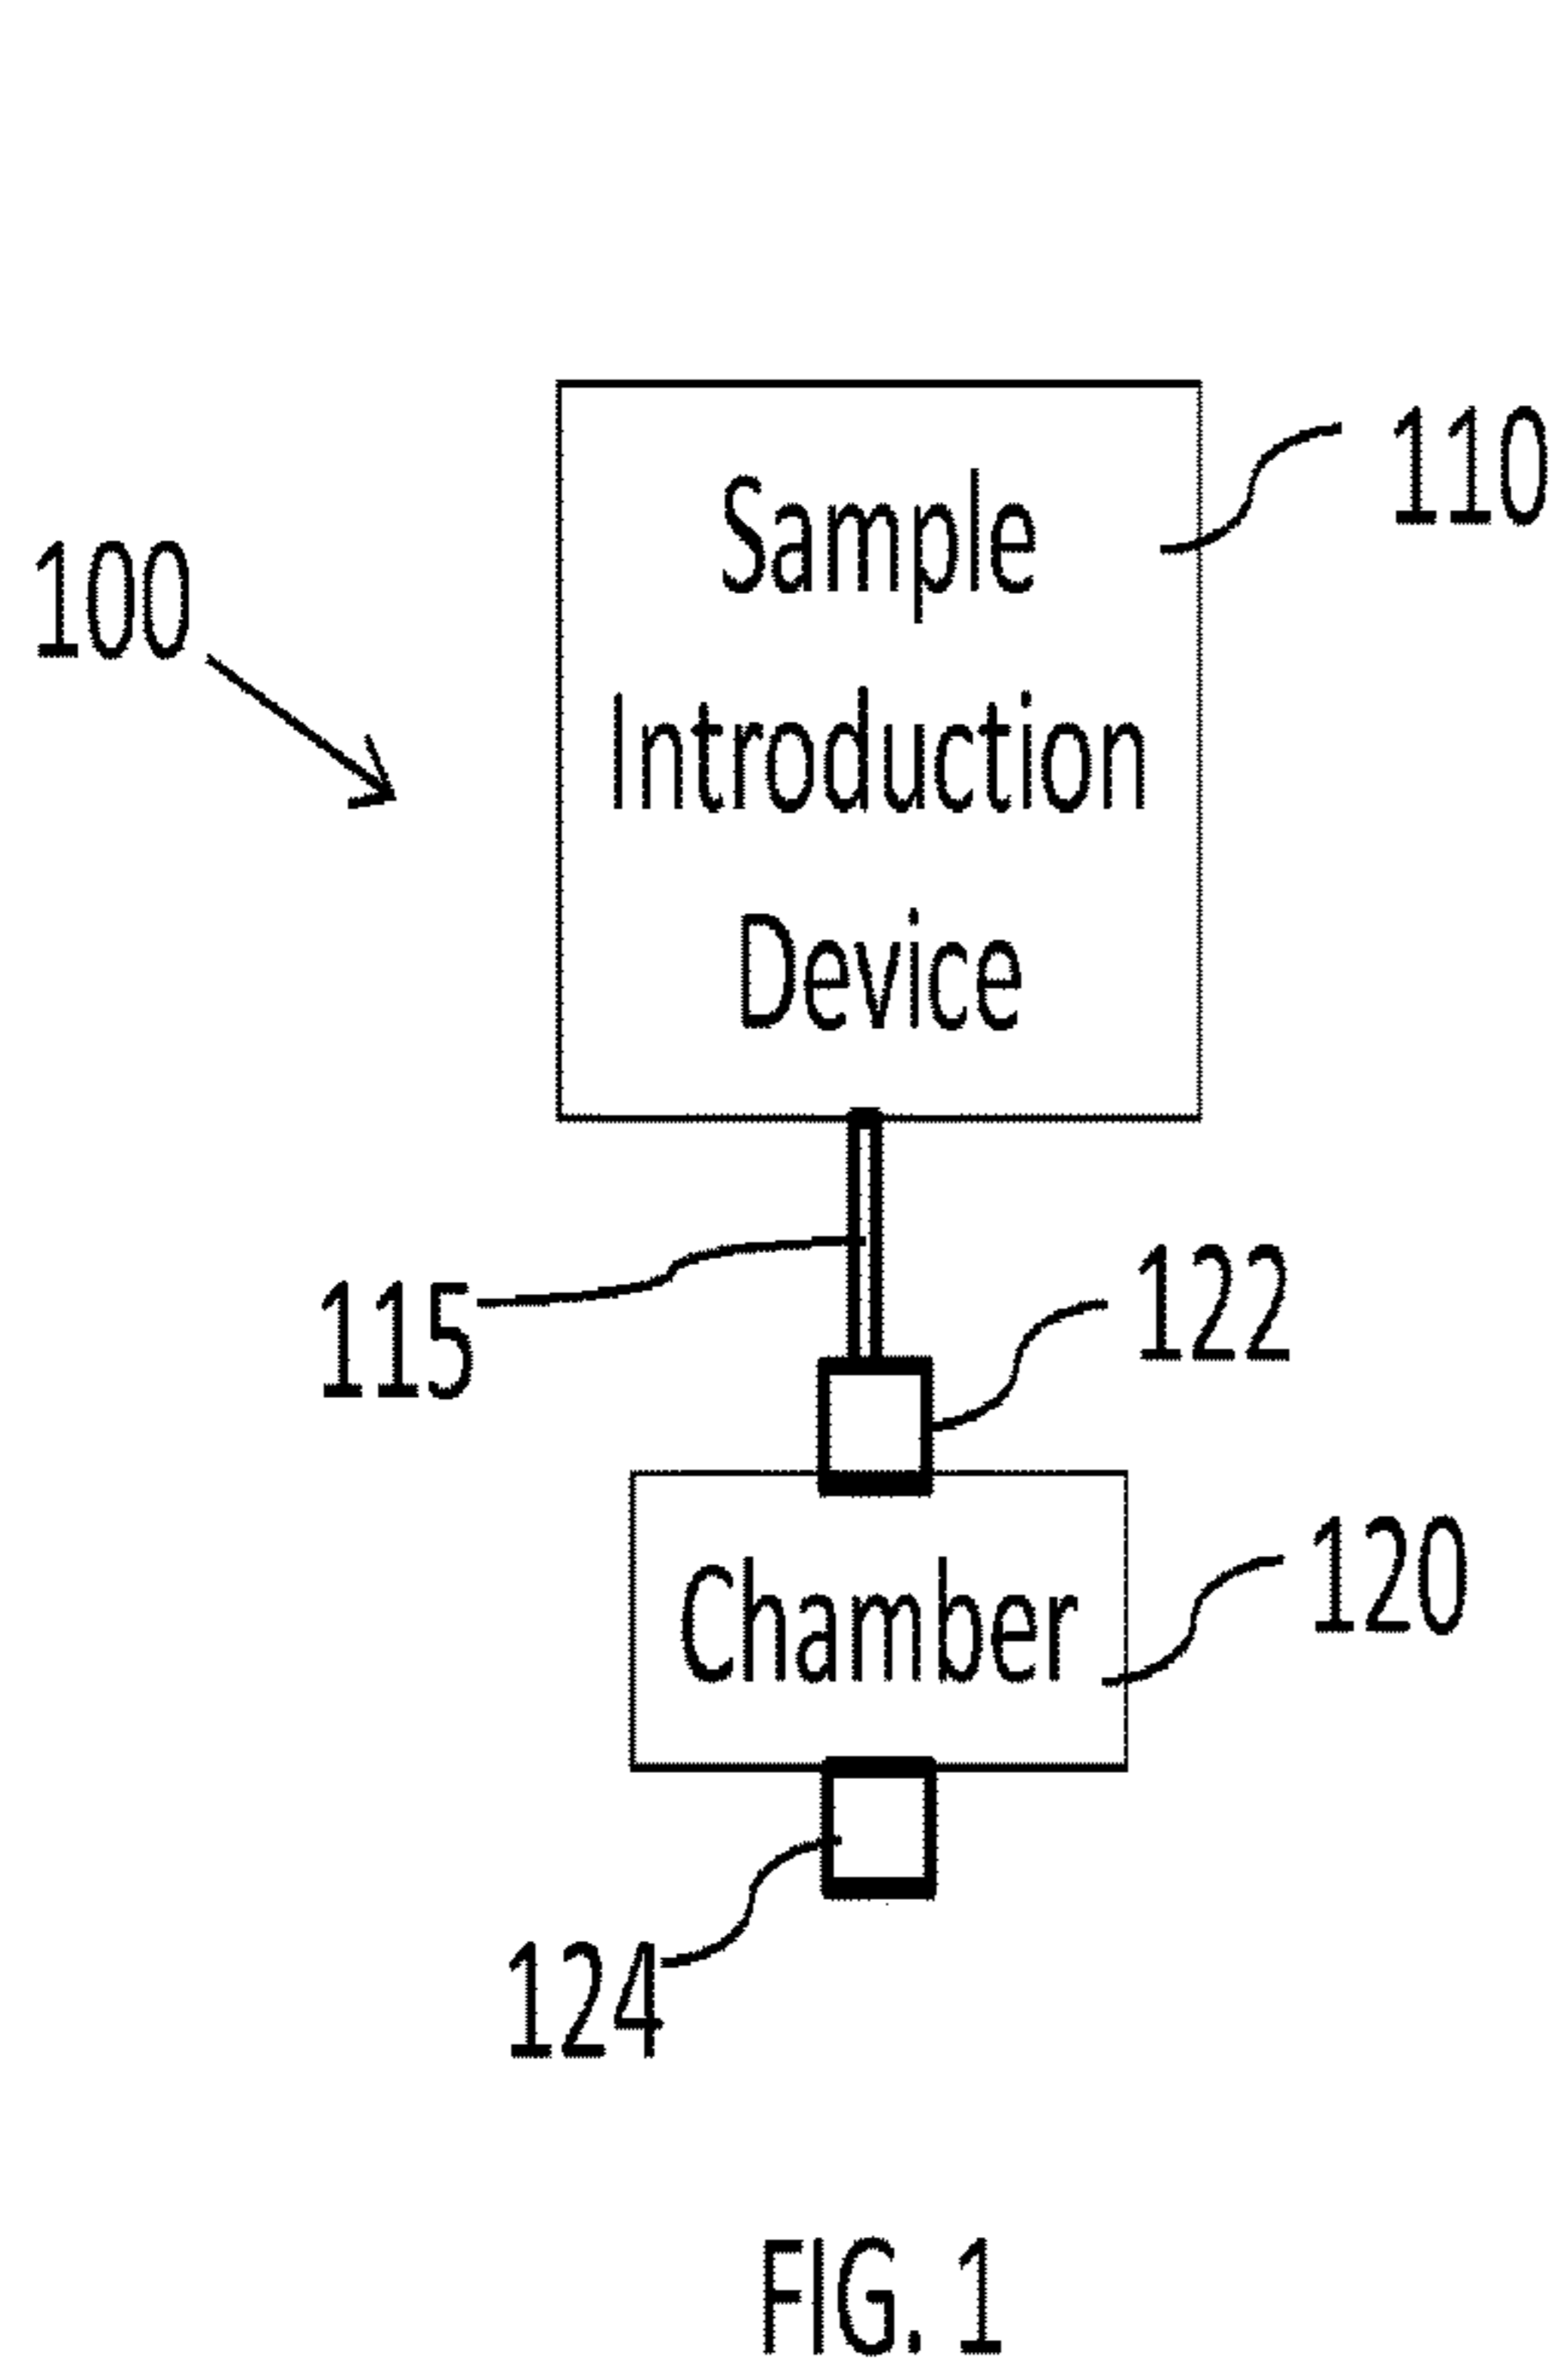 110
Sample
100
Introduction
Device
122
115
120
Chamber
124
FIG. 1